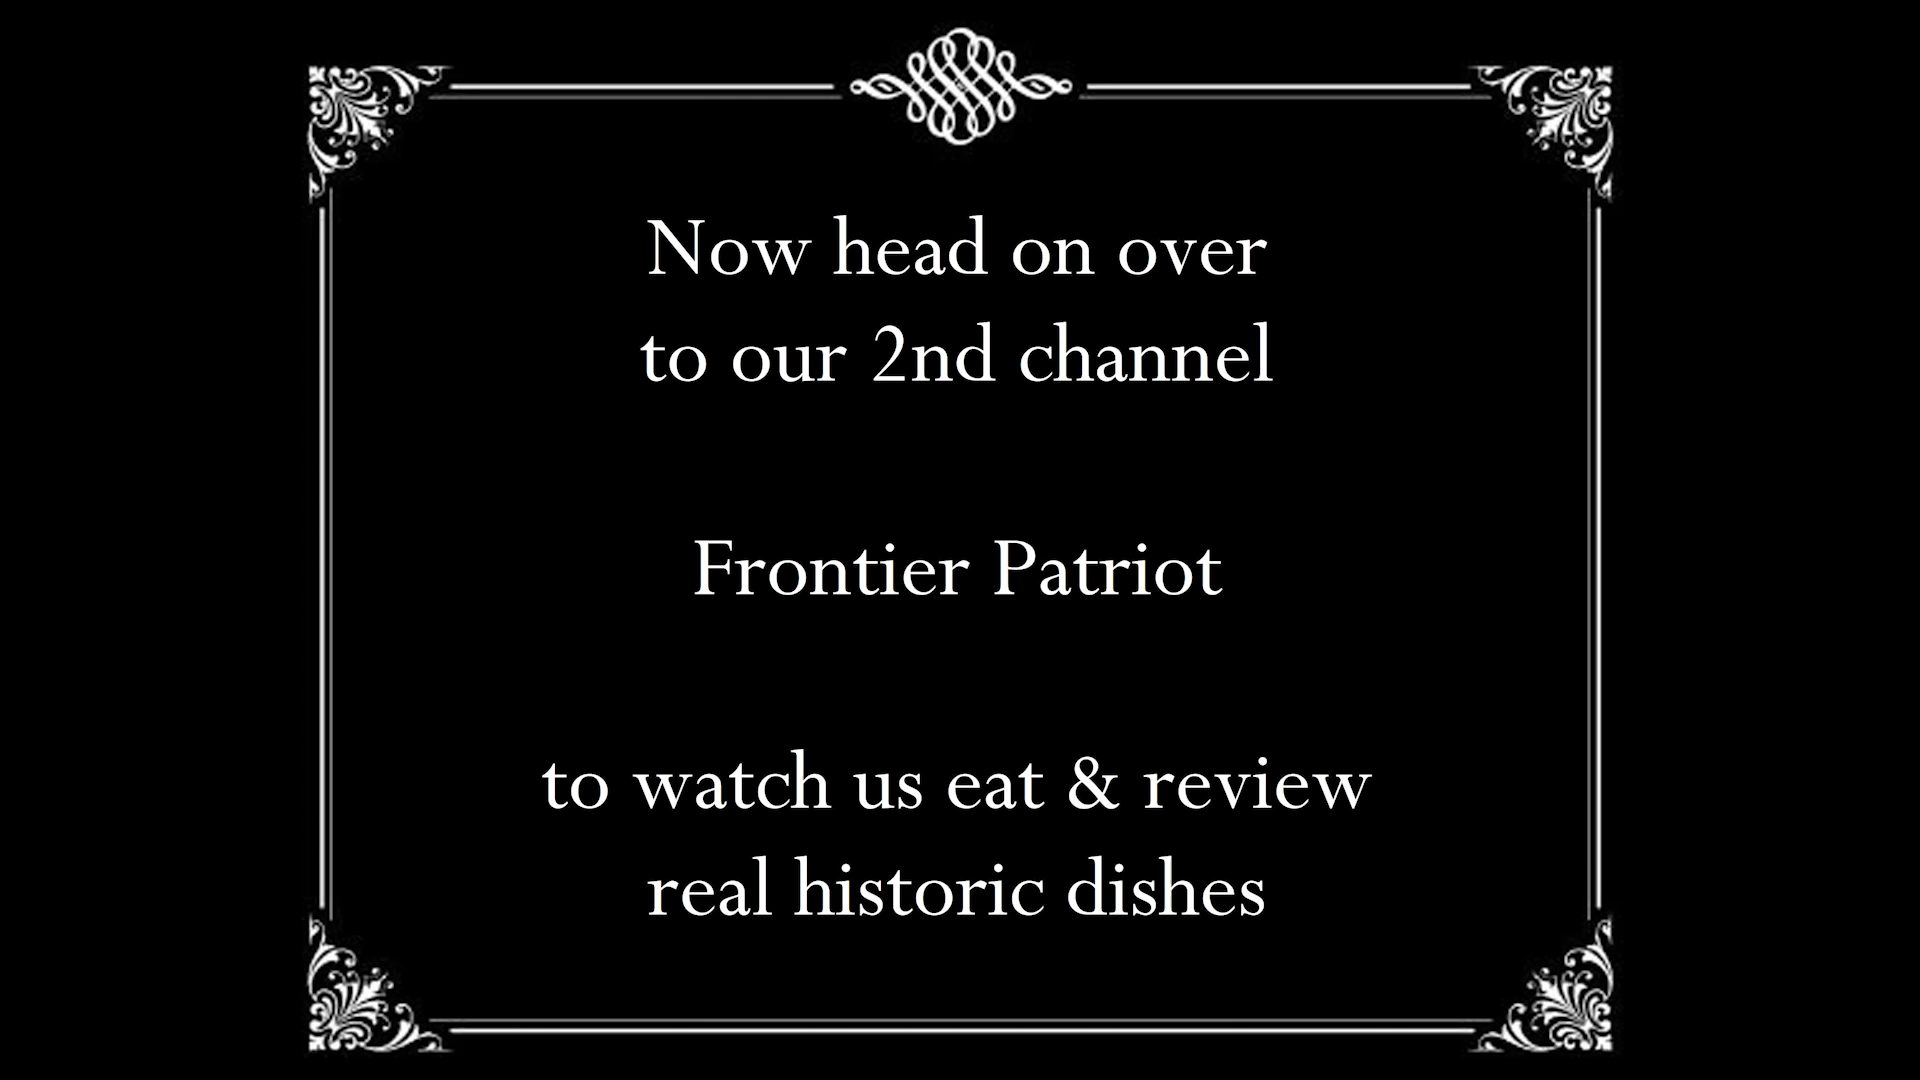 Now head on over
to our 2nd channel
Frontier Patriot
to watch us eat & review
real historic dishes